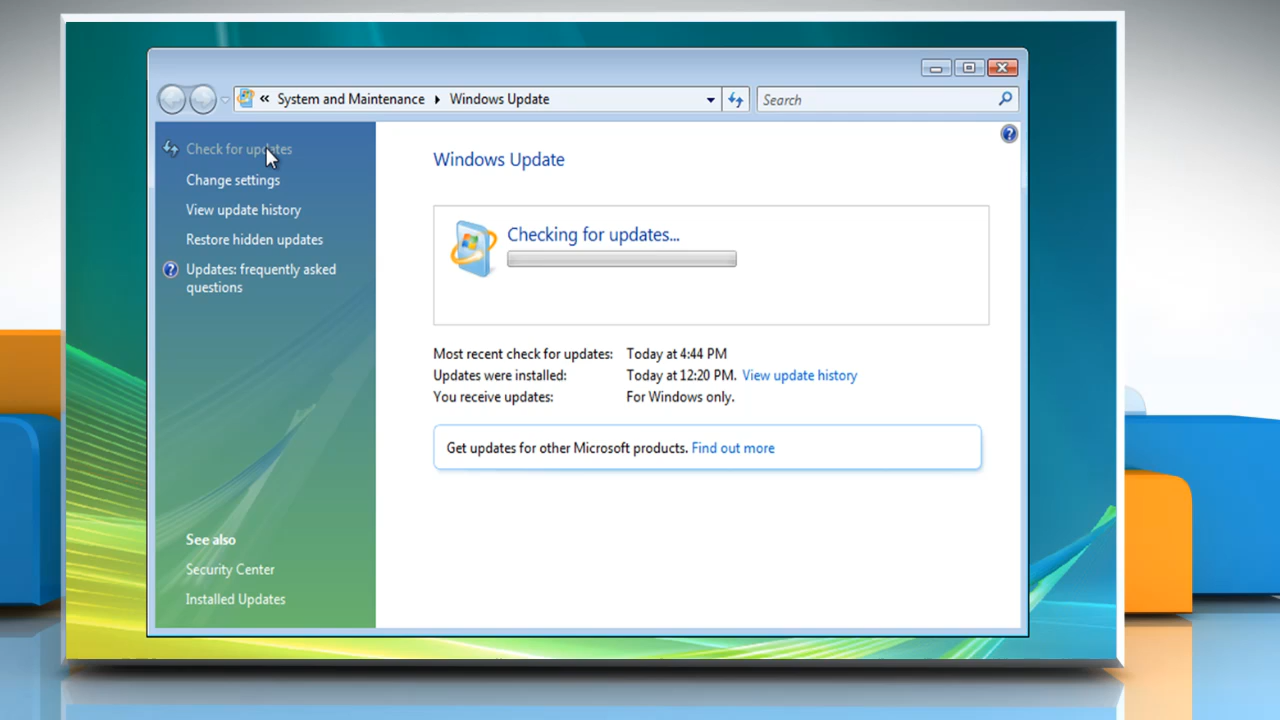 « System and Maintenance ▸ Windows Update
Search
Check for updates
Change settings
View update history
Restore hidden updates
Updates: frequently asked
questions
See also
Security Center
Installed Updates
Windows Update
Checking for updates...
Most recent check for updates: Today at 4:44 PM
Updates were installed: Today at 12:20 PM. View update history
You receive updates: For Windows only.
Get updates for other Microsoft products. Find out more